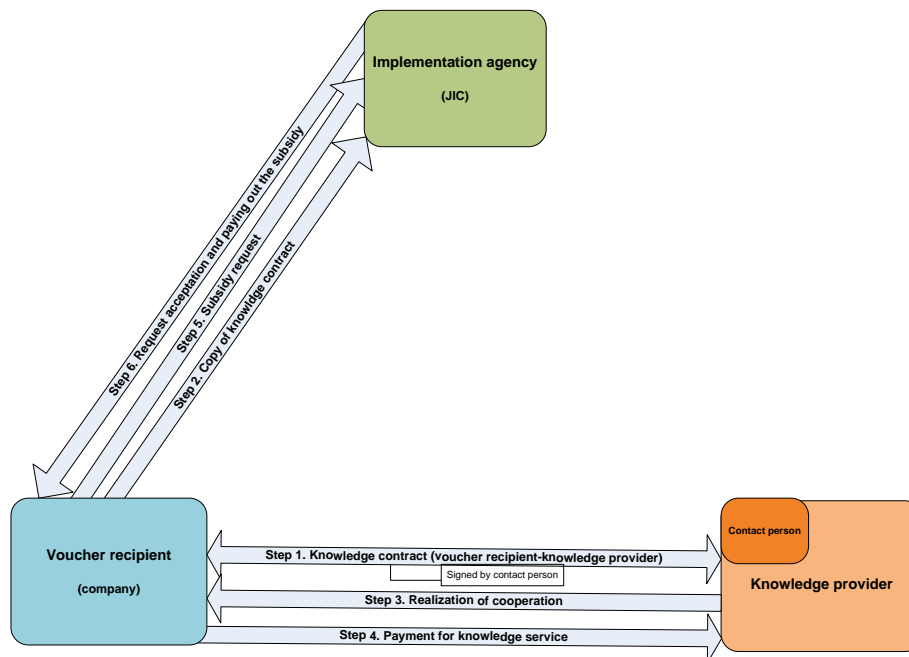 Implementation agency
(JIC)
Step 6. Request acceptation and paying out the subsidy
Step 5. Subsidy request
Step 2. Copy of knowldge contract
Voucher recipient
(company)
Contact person
Knowledge provider
Step 1. Knowledge contract (voucher recipient-knowledge provider)
Signed by contact person
Step 3. Realization of cooperation
Step 4. Payment for knowledge service